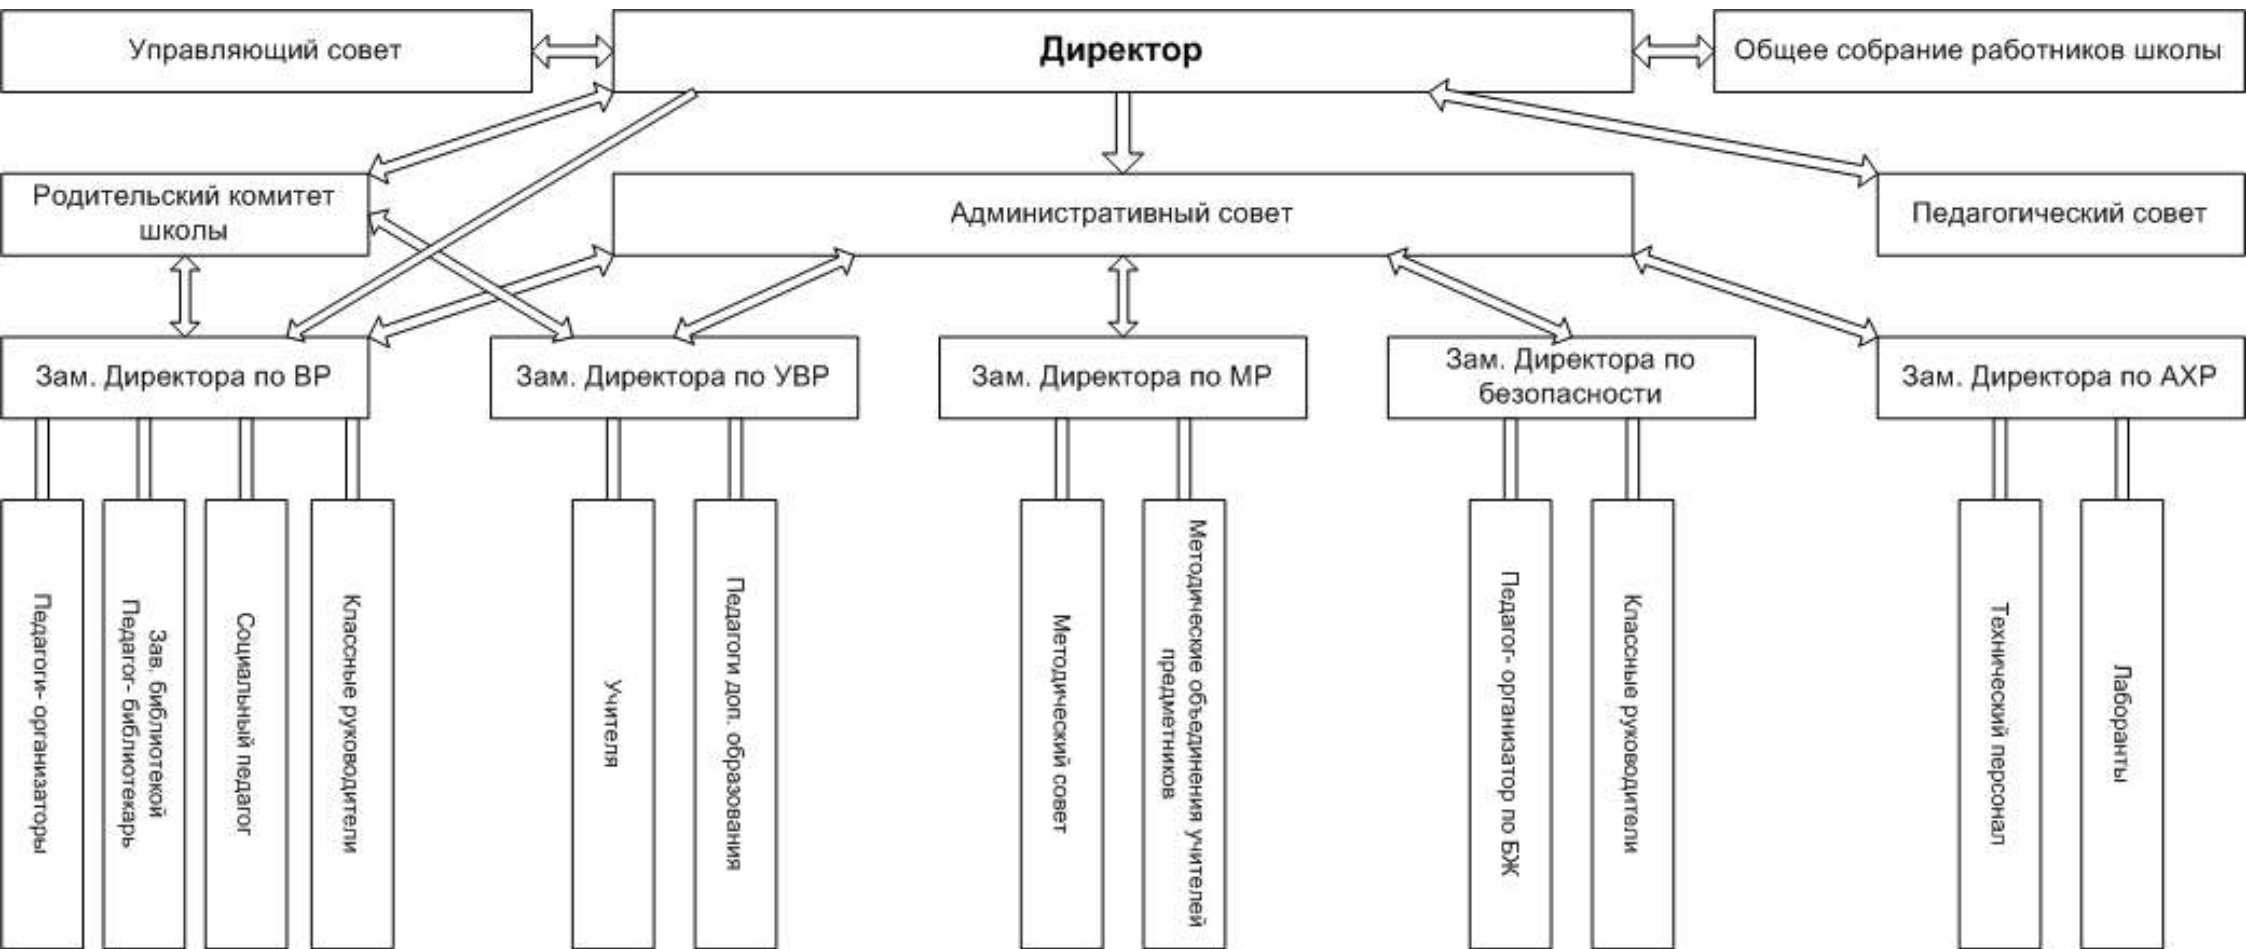 Управляющий совет
Директор
Общее собрание работников школы
Родительский комитет
школы
Административный совет
Педагогический совет
Зам. Директора по ВР
Зам. Директора по УВР
Зам. Директора по МР
Зам. Директора по
безопасности
Зам. Директора по АХР
Педагоги- организаторы
Зав. библиотекой
Педагог- библиотекарь
Социальный педагог
Классные руководители
Учителя
Педагоги доп. образования
Методический совет
Методические объединения учителей
предметников
Педагог- организатор по БЖ
Классные руководители
Технический персонал
Лаборанты